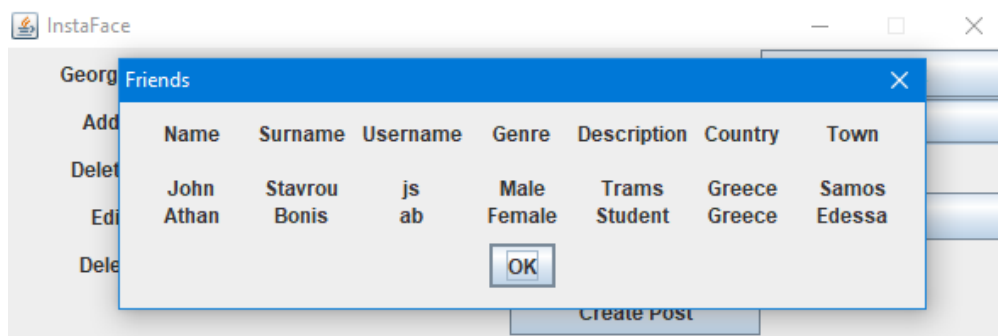 InstaFace
Georg
Friends
Add
Name Surname Username Genre Description Country Town
Delet
John Stavrou js Male Trams Greece Samos
Edi
Athan Bonis ab Female Student Greece Edessa
Dele
OK
Create Post